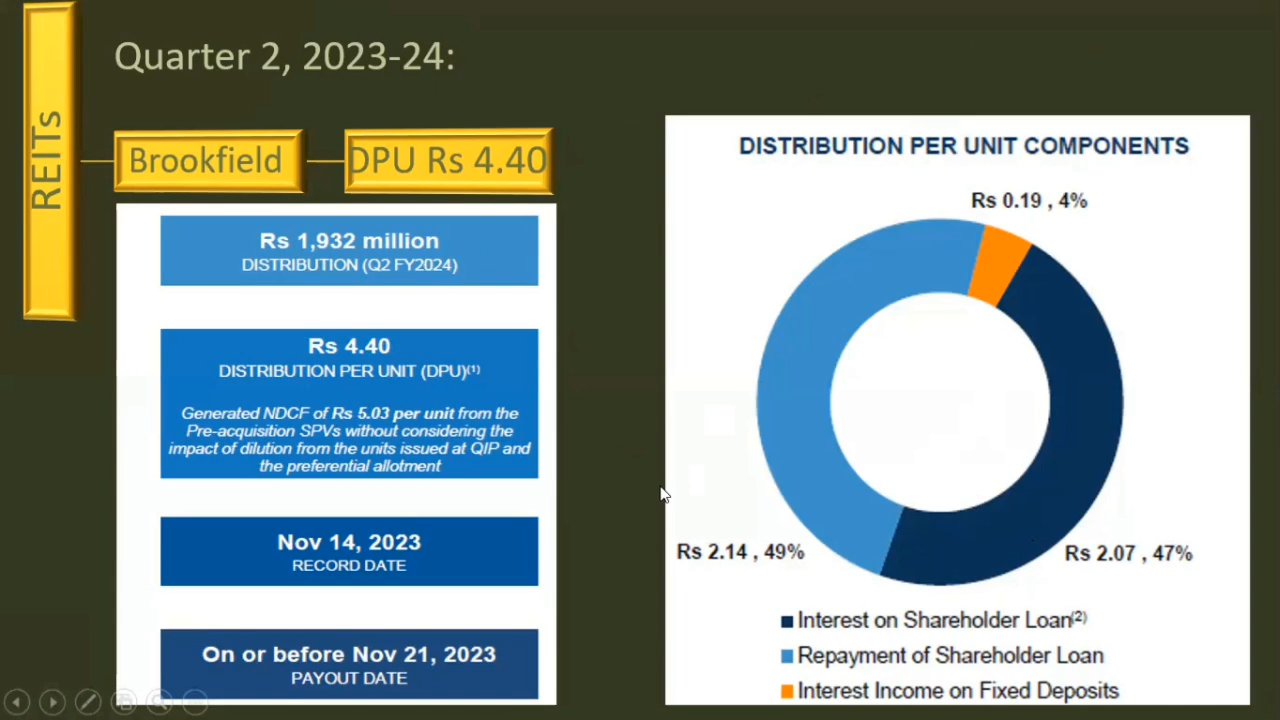 Quarter 2, 2023-24:
REITs
Brookfield
DPU Rs 4.40
Rs 1,932 million
DISTRIBUTION (Q2 FY2024)
Rs 4.40
DISTRIBUTION PER UNIT (DPU)(1)
Generated NDCF of Rs 5.03 per unit from the
Pre-acquisition SPVs without considering the
impact of dilution from the units issued at QIP and
the preferential allotment
Nov 14, 2023
RECORD DATE
On or before Nov 21, 2023
PAYOUT DATE
DISTRIBUTION PER UNIT COMPONENTS
Rs 0.19 , 4%
Rs 2.14 , 49%
Rs 2.07 , 47%
Interest on Shareholder Loan(2)
Repayment of Shareholder Loan
Interest Income on Fixed Deposits